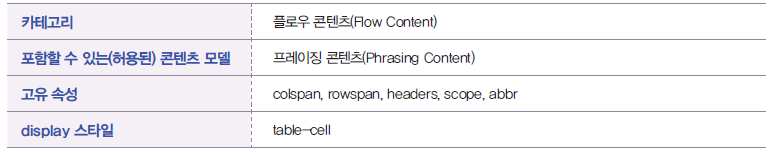 카테고리 플로우 콘텐츠(Flow Content)
포함할 수 있는(허용된) 콘텐츠 모델 프레이징 콘텐츠(Phrasing Content)
고유 속성 colspan, rowspan, headers, scope, abbr
display 스타일 table-cell